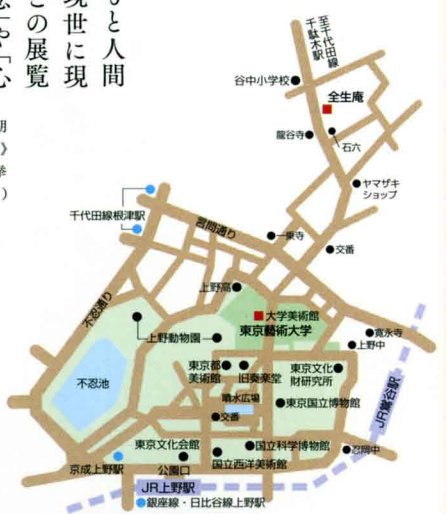 と人間
現世に現
の展覧
至千代田線
千駄木駅
谷中小学校
全生庵
龍谷寺
石六
ヤマザキ
ショップ
千代田線根津駅
言問通り
一乗寺
交番
不忍通り
上野高
大学美術館
東京藝術大学
上野動物園
寛永寺
上野中
東京都
美術館
旧奏楽堂
東京文化
財研究所
不忍池
噴水広場
東京国立博物館
JR鶯谷駅
交番
東京文化会館
国立科学博物館
忍岡中
京成上野駅
公園口
国立西洋美術館
JR上野駅
銀座線・日比谷線上野駅